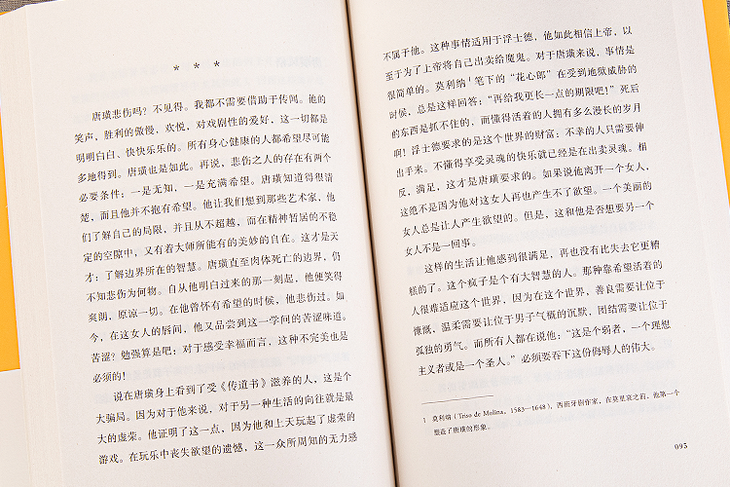 * * *
唐璜悲伤吗？不见得。我都不需要借助于传闻。他的
笑声，胜利的傲慢，欢悦，对戏剧性的爱好，这一切都是
明明白白、快快乐乐的。所有身心健康的人都希望尽可能
多地得到。唐璜也是如此。再说，悲伤之人的存在有两个
必要条件：一是无知，一是充满希望。唐璜知道得很清
楚，而且他并不抱有希望。他让我们想到那些艺术家，他
们了解自己的局限，并且从不超越，而在精神暂居的不稳
定的空隙中，又有着大师所能有的美妙的自在。这才是天
才：了解边界所在的智慧。唐璜直至肉体死亡的边界，仍
不知悲伤为何物。自从他明白过来的那一刻起，他便笑得
爽朗，原谅一切。在他曾怀有希望的时候，他悲伤过。如
今，在这女人的唇间，他又品尝到这一学问的苦涩味道。
苦涩？勉强算是吧：对于感受幸福而言，这种不完美也是
必须的！
说在唐璜身上看到了受《传道书》滋养的人，这是个
大骗局。因为对于他来说，对于另一种生活的向往就是最
大的虚荣。他证明了这一点，因为他和上天玩起了虚荣的
游戏。在玩乐中丧失欲望的遗憾，这一众所周知的无力感
不属于他。这种事情适用于浮士德，他如此相信上帝，以
至于为了上帝将自己出卖给魔鬼。对于唐璜来说，事情是
很简单的。莫利纳¹笔下的“花心郎”在受到地狱威胁的
时候，总是这样回答：“再给我更长一点的期限吧！”死后
的东西是抓不住的，而懂得活着的人拥有多么漫长的岁月
啊！浮士德要求的是这个世界的财富：不幸的人只需要伸
出手来。不懂得享受灵魂的快乐就已经是在出卖灵魂。相
反，满足，这才是唐璜要求的。如果说他离开一个女人，
这绝不是因为他对这女人再也产生不了欲望。一个美丽的
女人总是让人产生欲望的。但是，这和他是否想要另一个
女人不是一回事。
这样的生活让他感到很满足，再也没有比失去它更糟
糕的了。这个疯子是个有大智慧的人。那种靠希望活着的
人很难适应这个世界，因为在这个世界，善良需要让位于
慷慨，温柔需要让位于男子气概的沉默，团结需要让位于
孤独的勇气。而所有人都在说他：“这是个弱者，一个理想
主义者或是一个圣人。”必须要吞下这份侮辱人的伟大。
1 莫利纳（Tirso de Molina，1583—1648），西班牙剧作家，在莫里哀之前，他第一个
塑造了唐璜的形象。
095